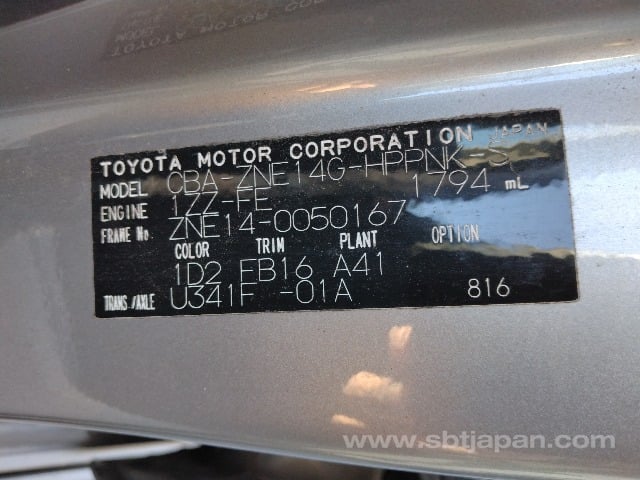 TOYOTA MOTOR CORPORATION JAPAN
MODEL CBA-ZNE14G-HPPNK-S
ENGINE 1ZZ-FE 1794 mL
FRAME No. ZNE14-0050167
COLOR TRIM PLANT OPTION
1D2 FB16 A41
TRANS/AXLE U341F -01A 816
www.sbtjapan.com